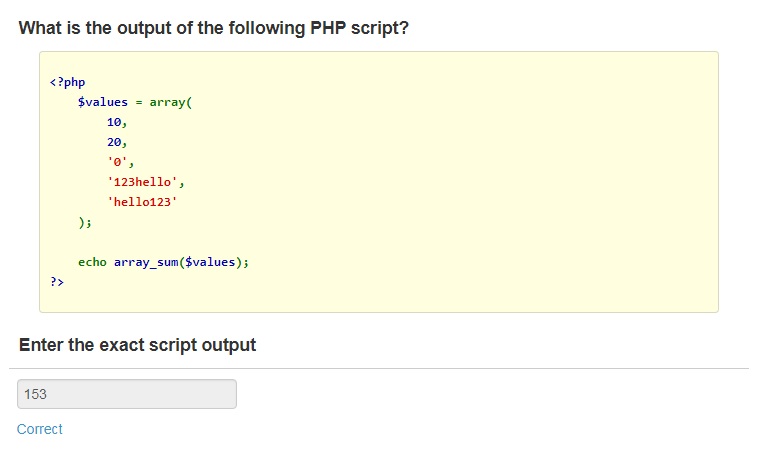 What is the output of the following PHP script?
<?php
$values = array(
10,
20,
'0',
'123hello',
'hello123'
);
echo array_sum($values);
?>
Enter the exact script output
153
Correct